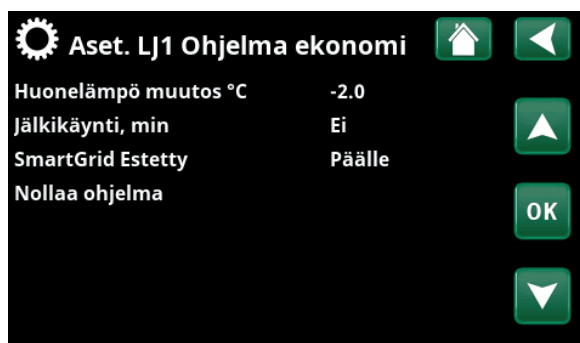 Aset. LJ1 Ohjelma ekonomi
Huonelämpö muutos °C -2.0
Jälkikäynti, min Ei
SmartGrid Estetty Päälle
Nollaa ohjelma
OK